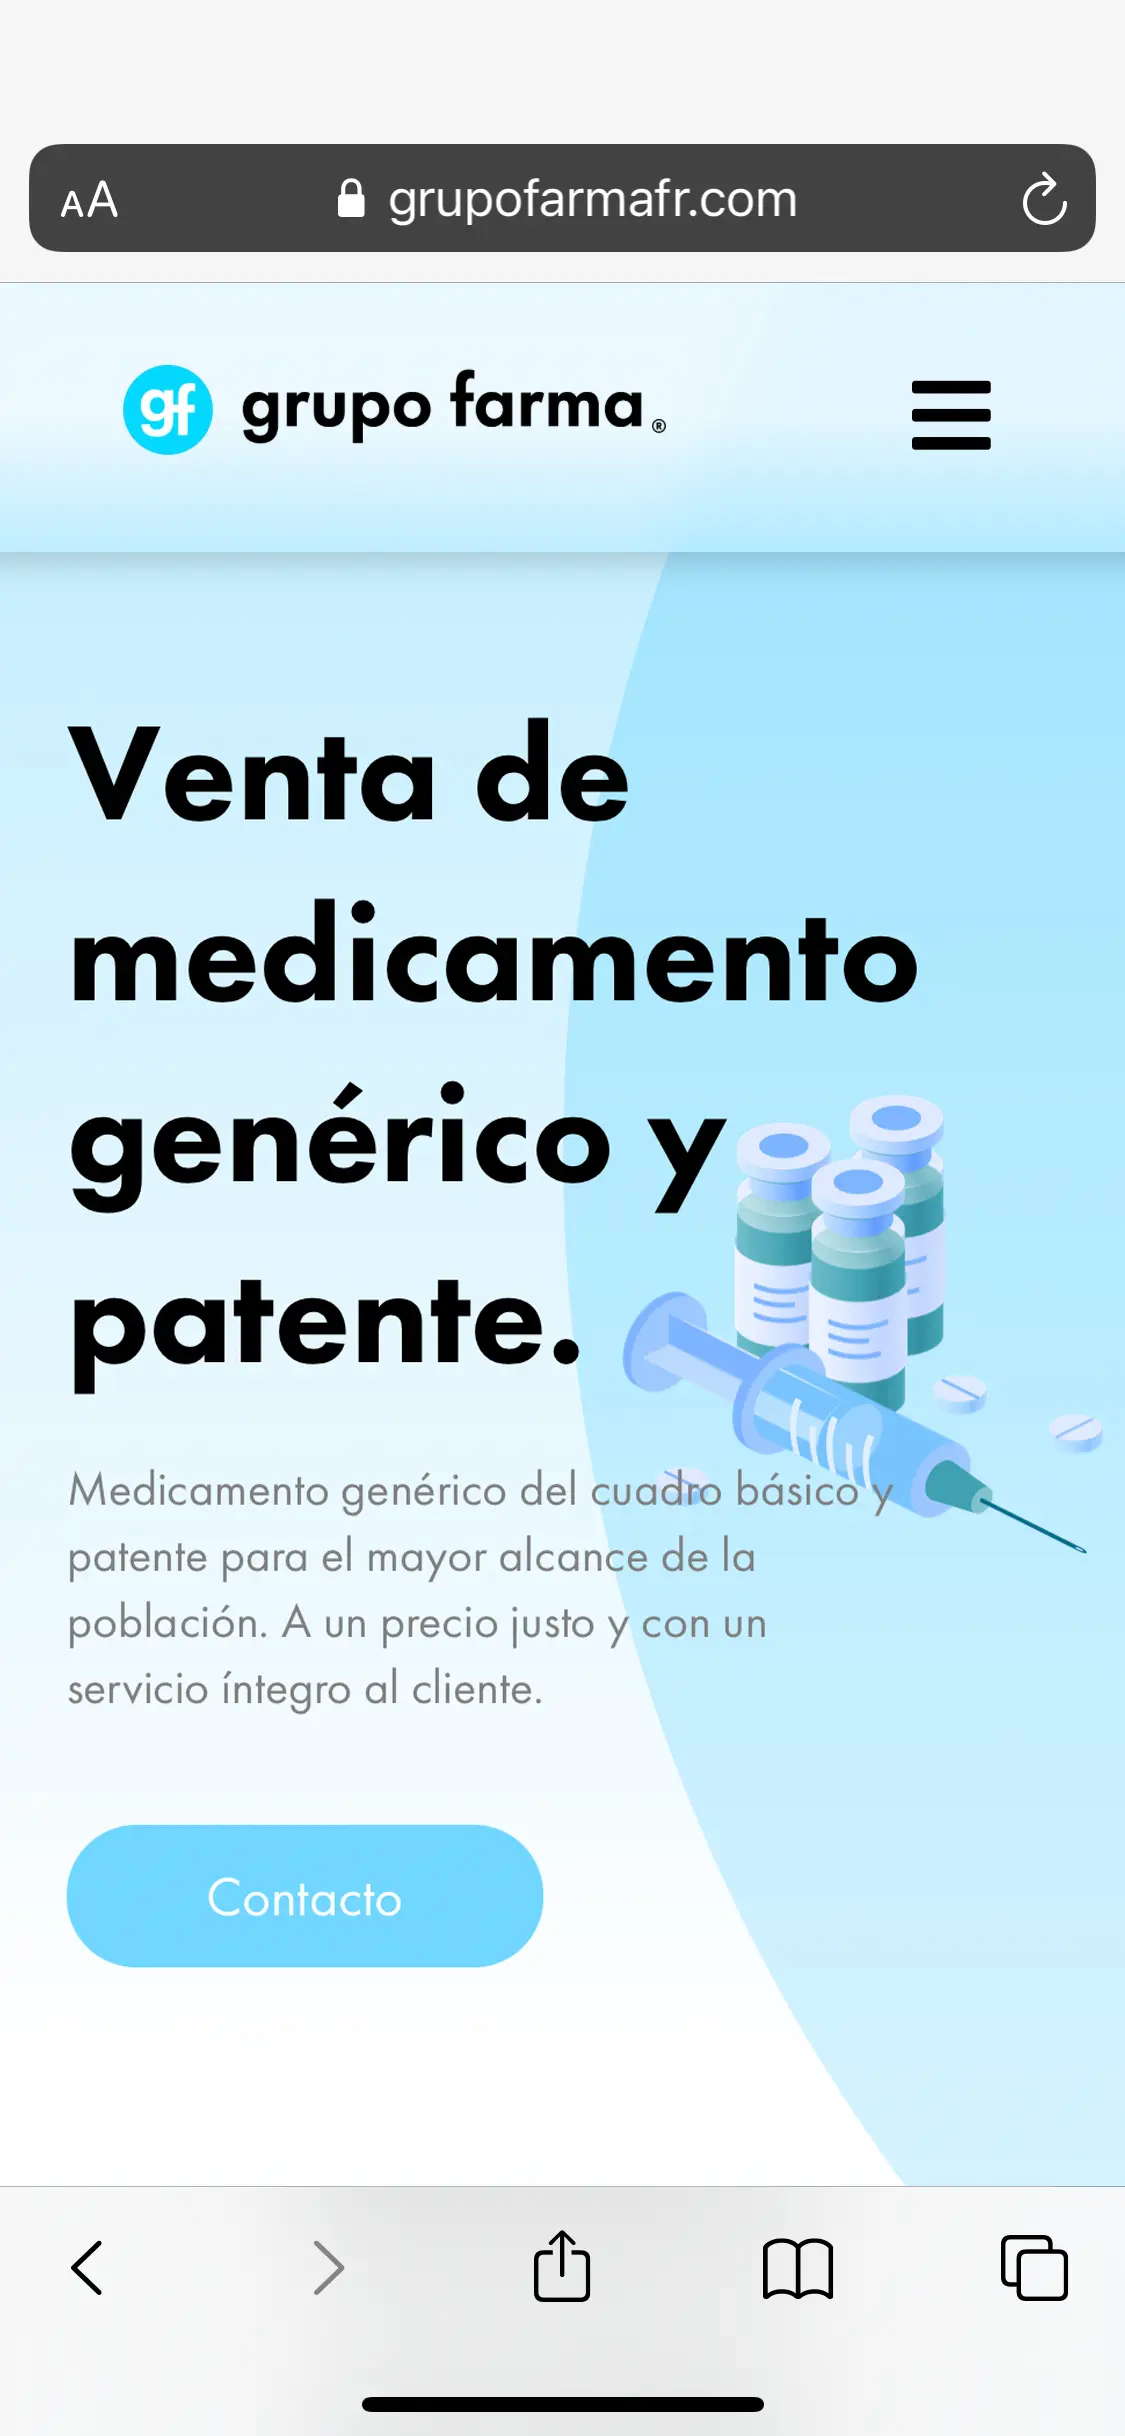 AA
grupofarmafr.com
gf grupo farma®
Venta de
medicamento
genérico y
patente.
Medicamento genérico del cuadro básico y
patente para el mayor alcance de la
población. A un precio justo y con un
servicio íntegro al cliente.
Contacto